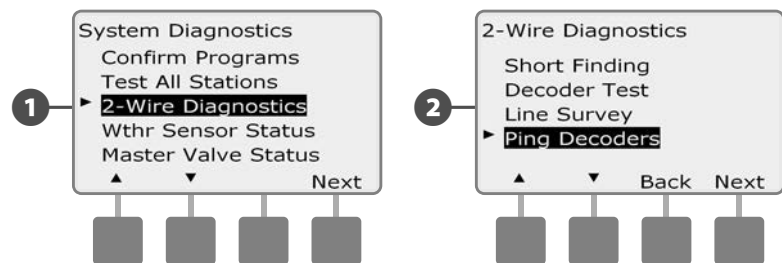 System Diagnostics
Confirm Programs
Test All Stations
1
2-Wire Diagnostics
Wthr Sensor Status
Master Valve Status
Next
2-Wire Diagnostics
Short Finding
Decoder Test
2
Line Survey
Ping Decoders
Back Next